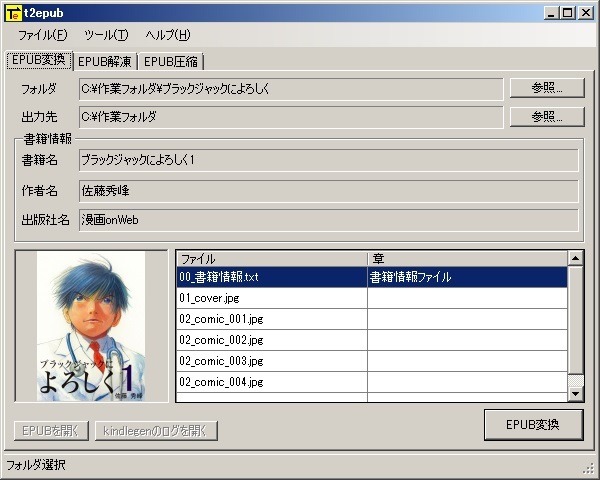 t2epub
ファイル(F) ツール(T) ヘルプ(H)
EPUB変換 EPUB解凍 EPUB圧縮
フォルダ C:¥作業フォルダ¥ブラックジャックによろしく 参照...
出力先 C:¥作業フォルダ 参照...
書籍情報
書籍名 ブラックジャックによろしく1
作者名 佐藤秀峰
出版社名 漫画onWeb
ファイル 章
00_書籍情報.txt 書籍情報ファイル
01_cover.jpg
02_comic_001.jpg
02_comic_002.jpg
02_comic_003.jpg
02_comic_004.jpg
ブラックジャックに
よろしく1
佐藤 秀峰
EPUBを開く kindlegenのログを開く EPUB変換
フォルダ選択